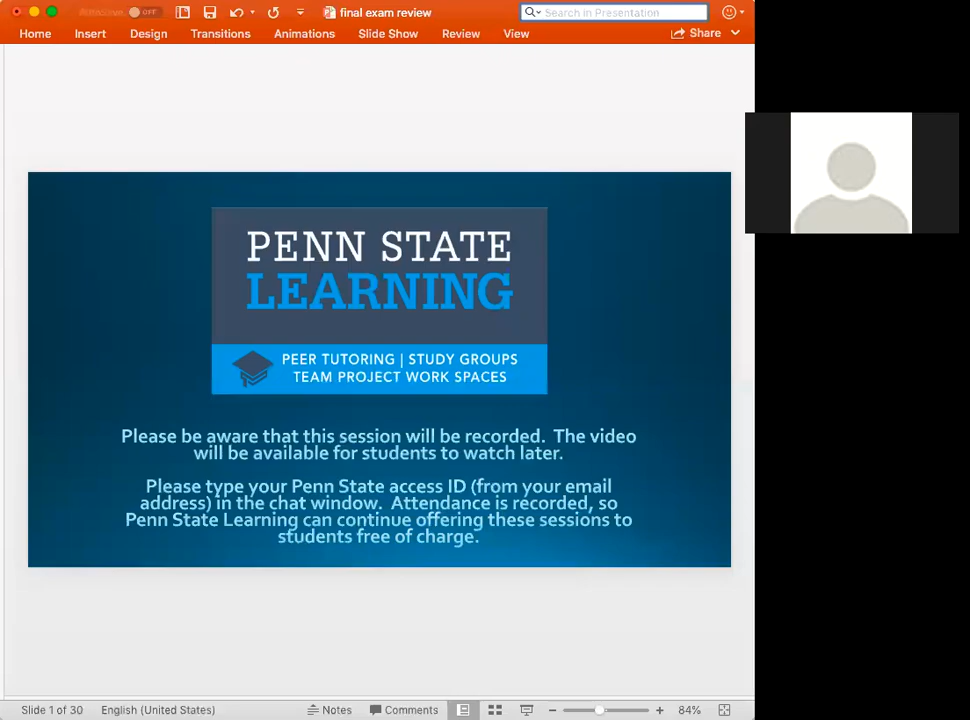 AutoSave OFF
final exam review
Search in Presentation
Home Insert Design Transitions Animations Slide Show Review View Share
PENN STATE
LEARNING
PEER TUTORING | STUDY GROUPS
TEAM PROJECT WORK SPACES
Please be aware that this session will be recorded. The video
will be available for students to watch later.
Please type your Penn State access ID (from your email
address) in the chat window. Attendance is recorded, so
Penn State Learning can continue offering these sessions to
students free of charge.
Slide 1 of 30 English (United States) Notes Comments 84%